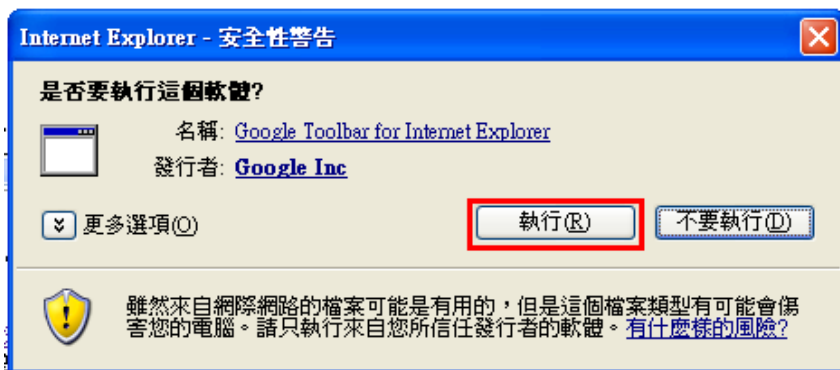 Internet Explorer - 安全性警告
是否要執行這個軟體?
名稱: Google Toolbar for Internet Explorer
發行者: Google Inc
更多選項(O)
執行(R)
不要執行(D)
雖然來自網際網路的檔案可能是有用的，但是這個檔案類型有可能會傷
害您的電腦。請只執行來自您所信任發行者的軟體。有什麼樣的風險?